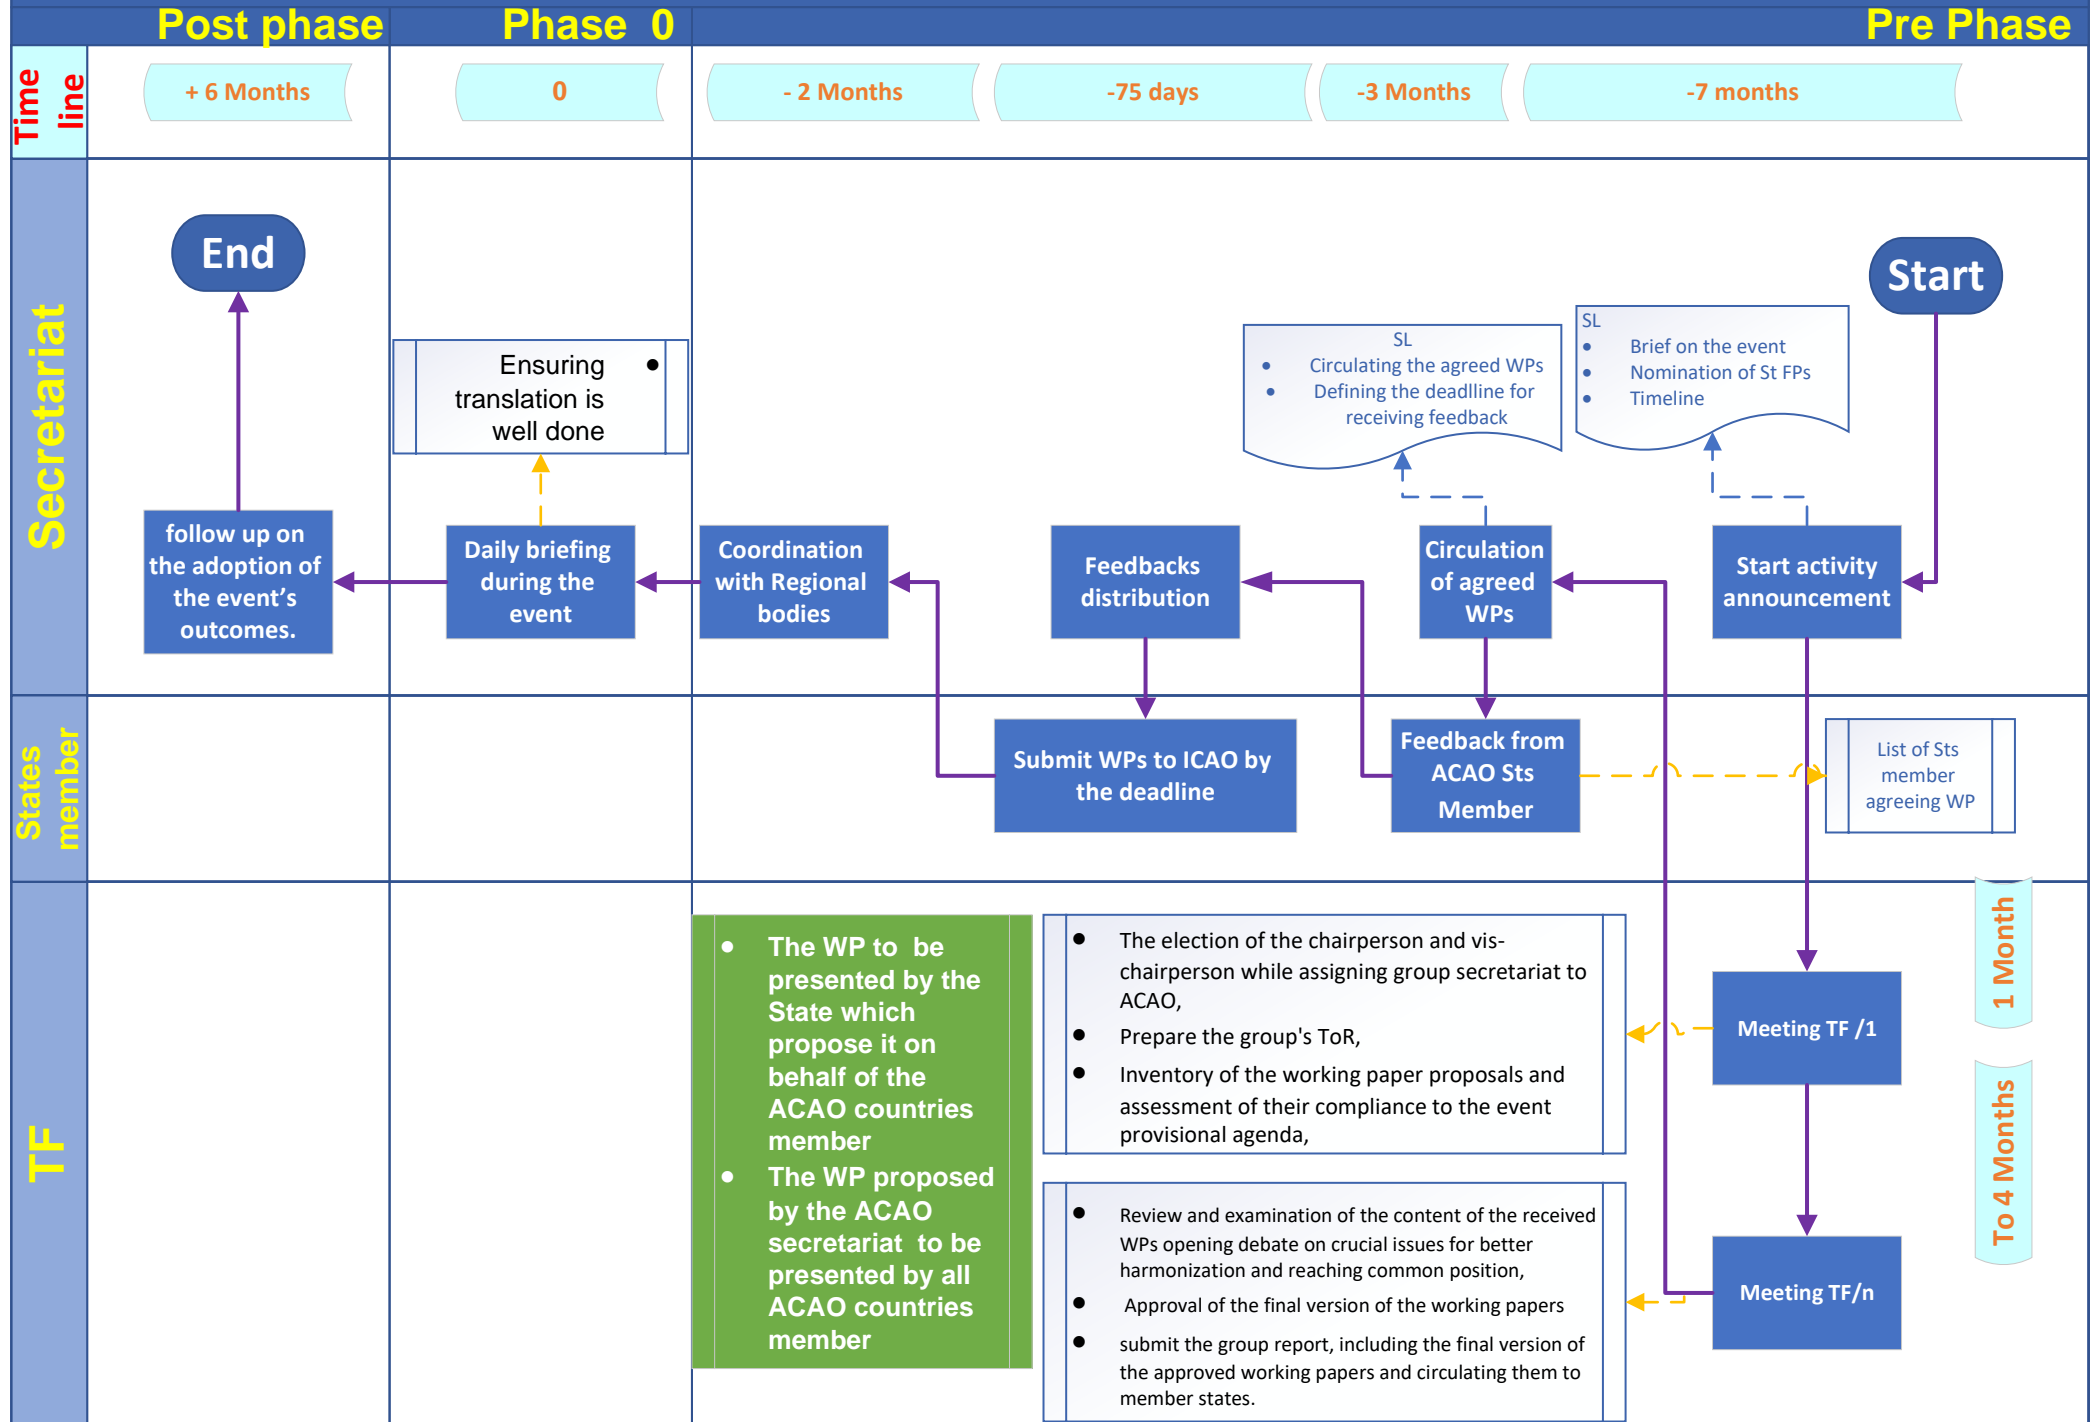 Post phase
Phase 0
Pre Phase
Time
line
+ 6 Months
0
- 2 Months
-75 days
-3 Months
-7 months
Secretariat
End
Start
Ensuring •
translation is
well done
SL
• Circulating the agreed WPs
• Defining the deadlline for
receiving feedback
SL
• Brief on the event
• Nomination of St FPs
• Timeline
follow up on
the adoption of
the event's
outcomes.
Daily briefing
during the
event
Coordination
with Regional
bodies
Feedbacks
distribution
Circulation
of agreed
WPs
Start activity
announcement
States
member
Submit WPs to ICAO by
the deadline
Feedback from
ACAO Sts
Member
List of Sts
member
agreeing WP
TF
• The WP to be
presented by the
State which
propose it on
behalf of the
ACAO countries
member
• The WP proposed
by the ACAO
secretariat to be
presented by all
ACAO countries
member
• The election of the chairperson and vis-
chairperson while assigning group secretariat to
ACAO,
• Prepare the group's ToR,
• Inventory of the working paper proposals and
assessment of their compliance to the event
provisional agenda,
Meeting TF /1
1 Month
• Review and examination of the content of the received
WPs opening debate on crucial issues for better
harmonization and reaching common position,
• Approval of the final version of the working papers
• submit the group report, including the final version of
the approved working papers and circulating them to
member states.
Meeting TF/n
To 4 Months